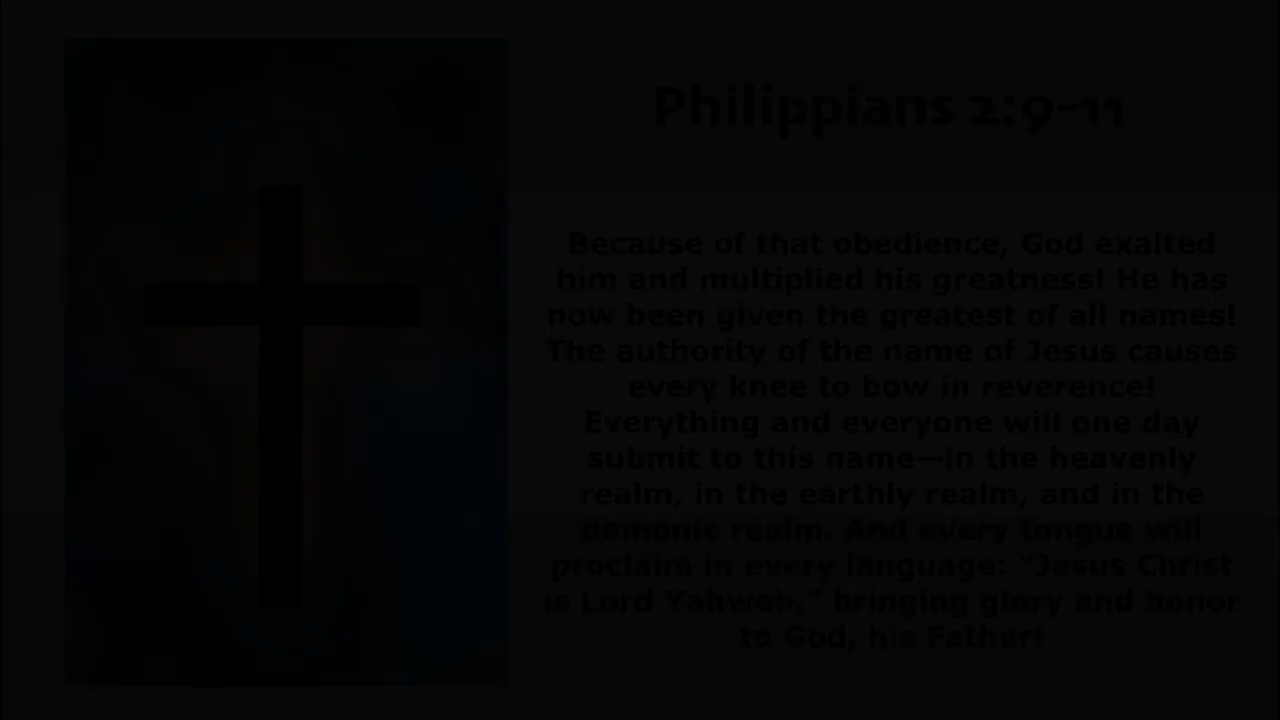 Philippians 2:9-11
Because of that obedience, God exalted
him and multiplied his greatness! He has
now been given the greatest of all names!
The authority of the name of Jesus causes
every knee to bow in reverence!
Everything and everyone will one day
submit to this name—in the heavenly
realm, in the earthly realm, and in the
demonic realm. And every tongue will
proclaim in every language: “Jesus Christ
is Lord Yahweh,” bringing glory and honor
to God, his Father!